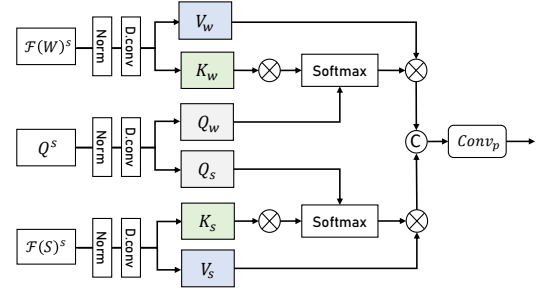 V_w
F(W)^s
Norm
D.conv
K_w
Softmax
Q_w
Q^s
Norm
D.conv
C
Conv_p
Q_s
K_s
Softmax
F(S)^s
Norm
D.conv
V_s